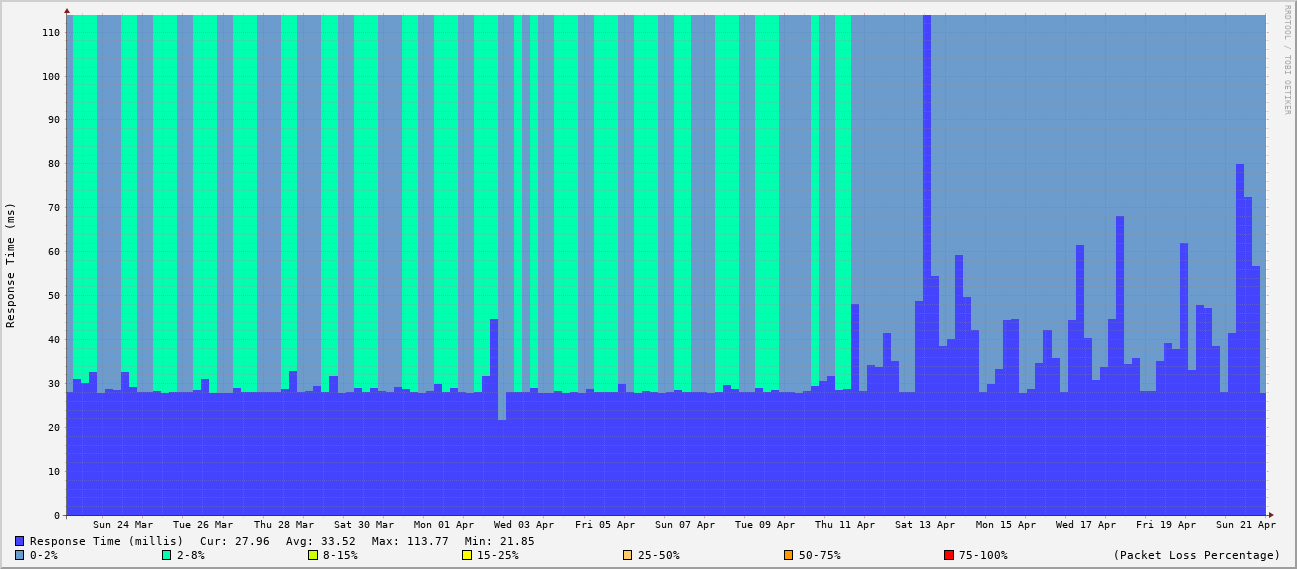 RRDTOOL / TOBI OETIKER
Response Time (ms)
110
100
90
80
70
60
50
40
30
20
10
0
Sun 24 Mar Tue 26 Mar Thu 28 Mar Sat 30 Mar Mon 01 Apr Wed 03 Apr Fri 05 Apr Sun 07 Apr Tue 09 Apr Thu 11 Apr Sat 13 Apr Mon 15 Apr Wed 17 Apr Fri 19 Apr Sun 21 Apr
Response Time (millis) Cur: 27.96 Avg: 33.52 Max: 113.77 Min: 21.85
0-2% 2-8% 8-15% 15-25% 25-50% 50-75% 75-100% (Packet Loss Percentage)